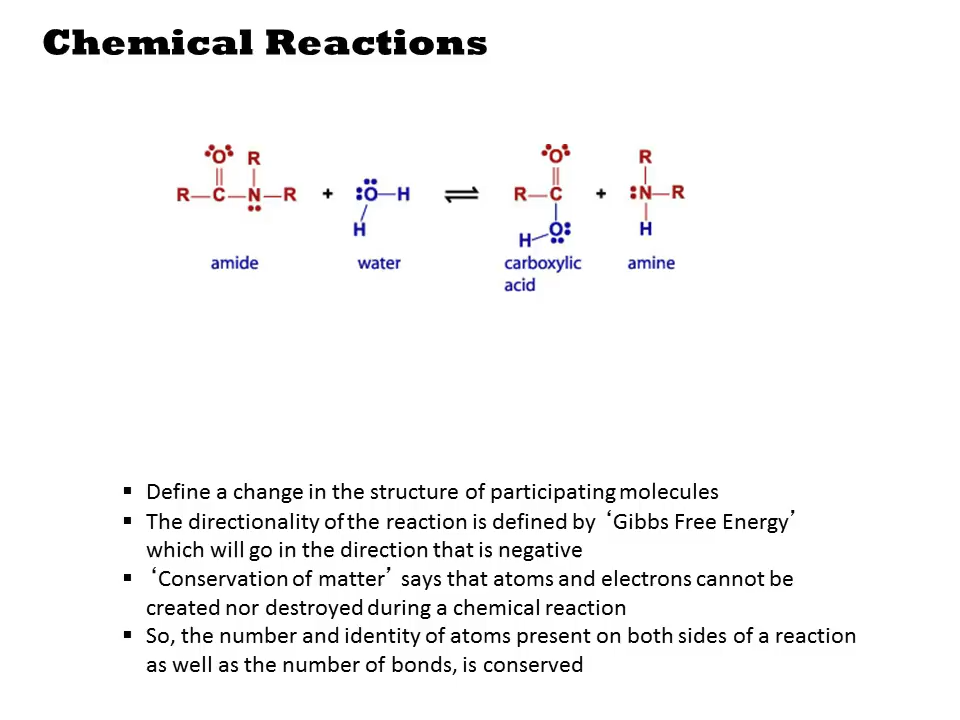 Chemical Reactions
O R O R
R—C—N—R + O—H ⇌ R—C + N—R
H H—O H
amide water carboxylic amine
acid
▪ Define a change in the structure of participating molecules
▪ The directionality of the reaction is defined by ‘Gibbs Free Energy’
which will go in the direction that is negative
▪ ‘Conservation of matter’ says that atoms and electrons cannot be
created nor destroyed during a chemical reaction
▪ So, the number and identity of atoms present on both sides of a reaction
as well as the number of bonds, is conserved